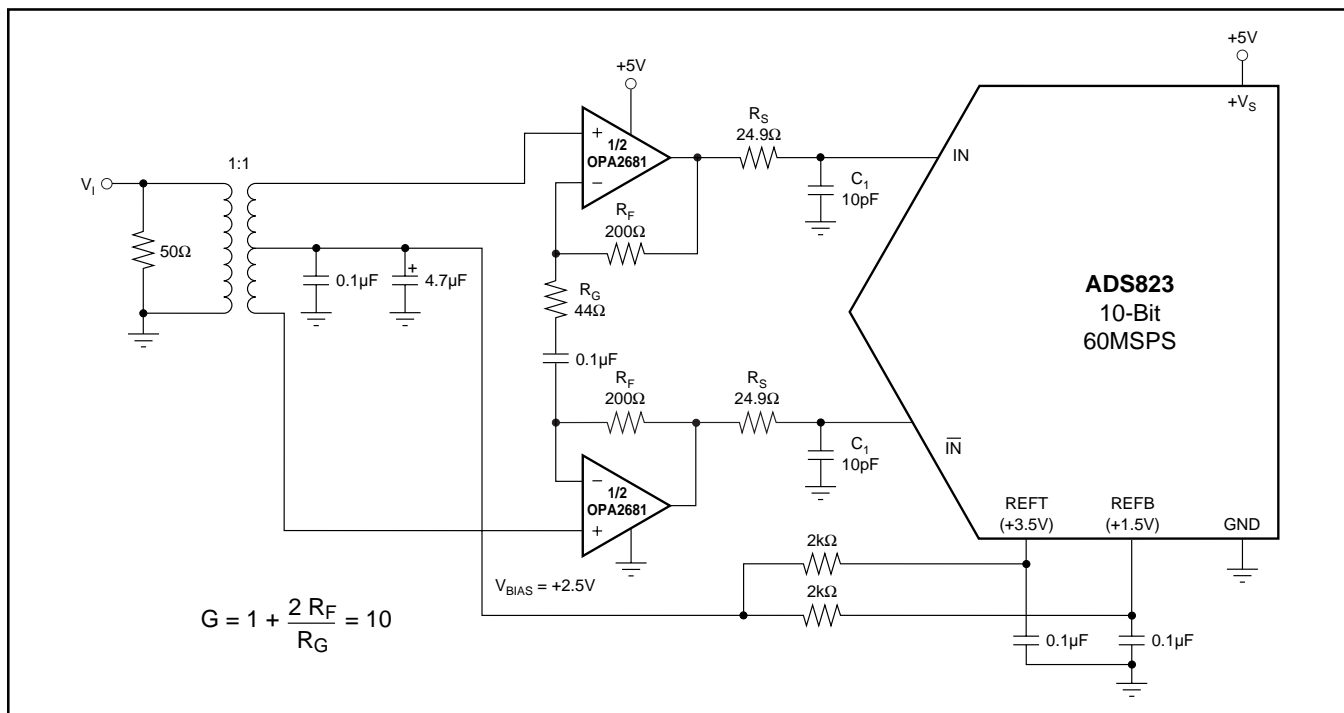 +5V
+5V
+V_S
R_S
24.9Ω
+
1/2
OPA2681
−
IN
1:1
V_I
C_1
10pF
R_F
200Ω
50Ω
0.1µF
+
4.7µF
R_G
44Ω
ADS823
10-Bit
60MSPS
0.1µF
R_F
200Ω
R_S
24.9Ω
I̅N̅
C_1
10pF
−
1/2
OPA2681
+
REFT
(+3.5V)
REFB
(+1.5V)
GND
2kΩ
V_BIAS = +2.5V
2kΩ
G = 1 + 2 R_F / R_G = 10
0.1µF
0.1µF